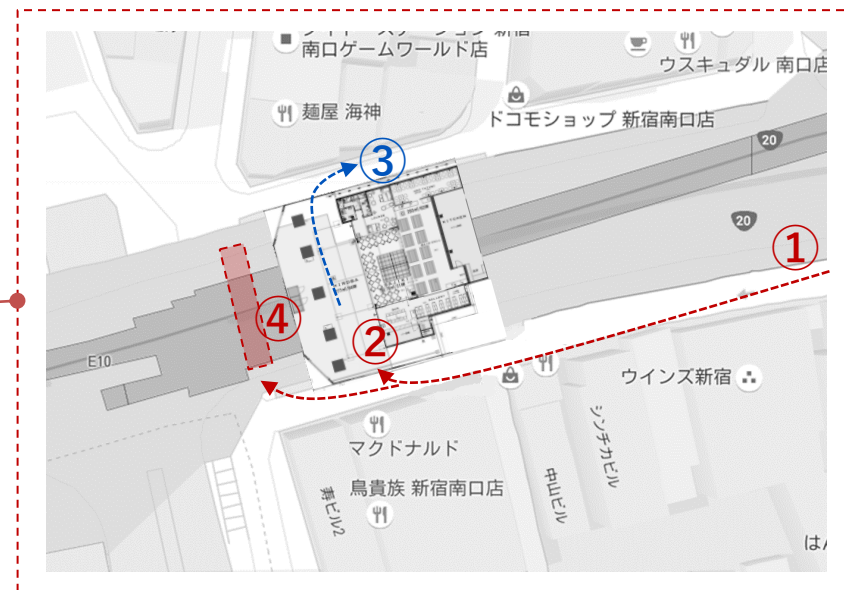 南口ゲームワールド店
ウスキュダル 南口店
麺屋 海神
ドコモショップ 新宿南口店
③
20
20
①
④
②
E10
ウインズ新宿
マクドナルド
シンチカビル
鳥貴族 新宿南口店
寿ビル2
中山ビル